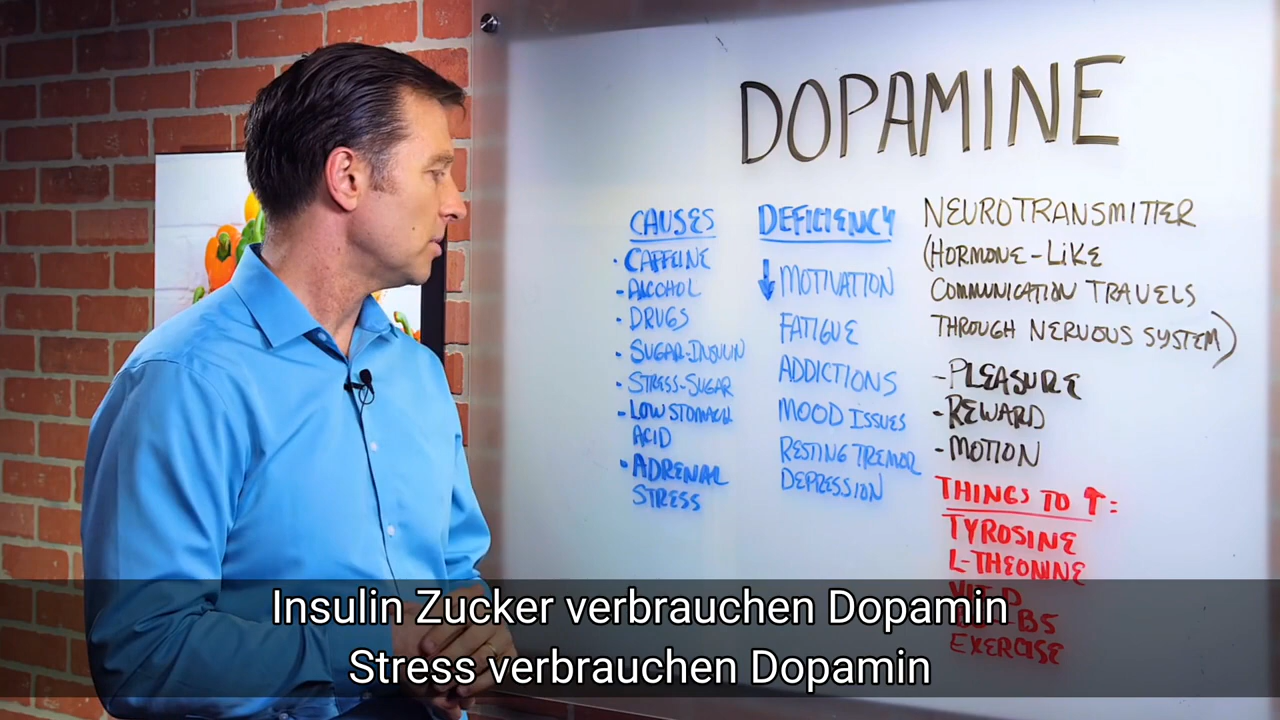 DOPAMINE
CAUSES
• CAFFEINE
- ALCOHOL
- DRUGS
• SUGAR-INSULIN
• STRESS-SUGAR
- LOW STOMACH
ACID
• ADRENAL
STRESS
DEFICIENCY
↓ MOTIVATION
FATIGUE
ADDICTIONS
MOOD ISSUES
RESTING TREMOR
DEPRESSION
NEUROTRANSMITTER
(HORMONE-LIKE
COMMUNICATION TRAVELS
THROUGH NERVOUS SYSTEM)
- PLEASURE
- REWARD
- MOTION
THINGS TO ↑:
TYROSINE
L-THEONINE
VIT D
EXERCISE
Insulin Zucker verbrauchen Dopamin
Stress verbrauchen Dopamin